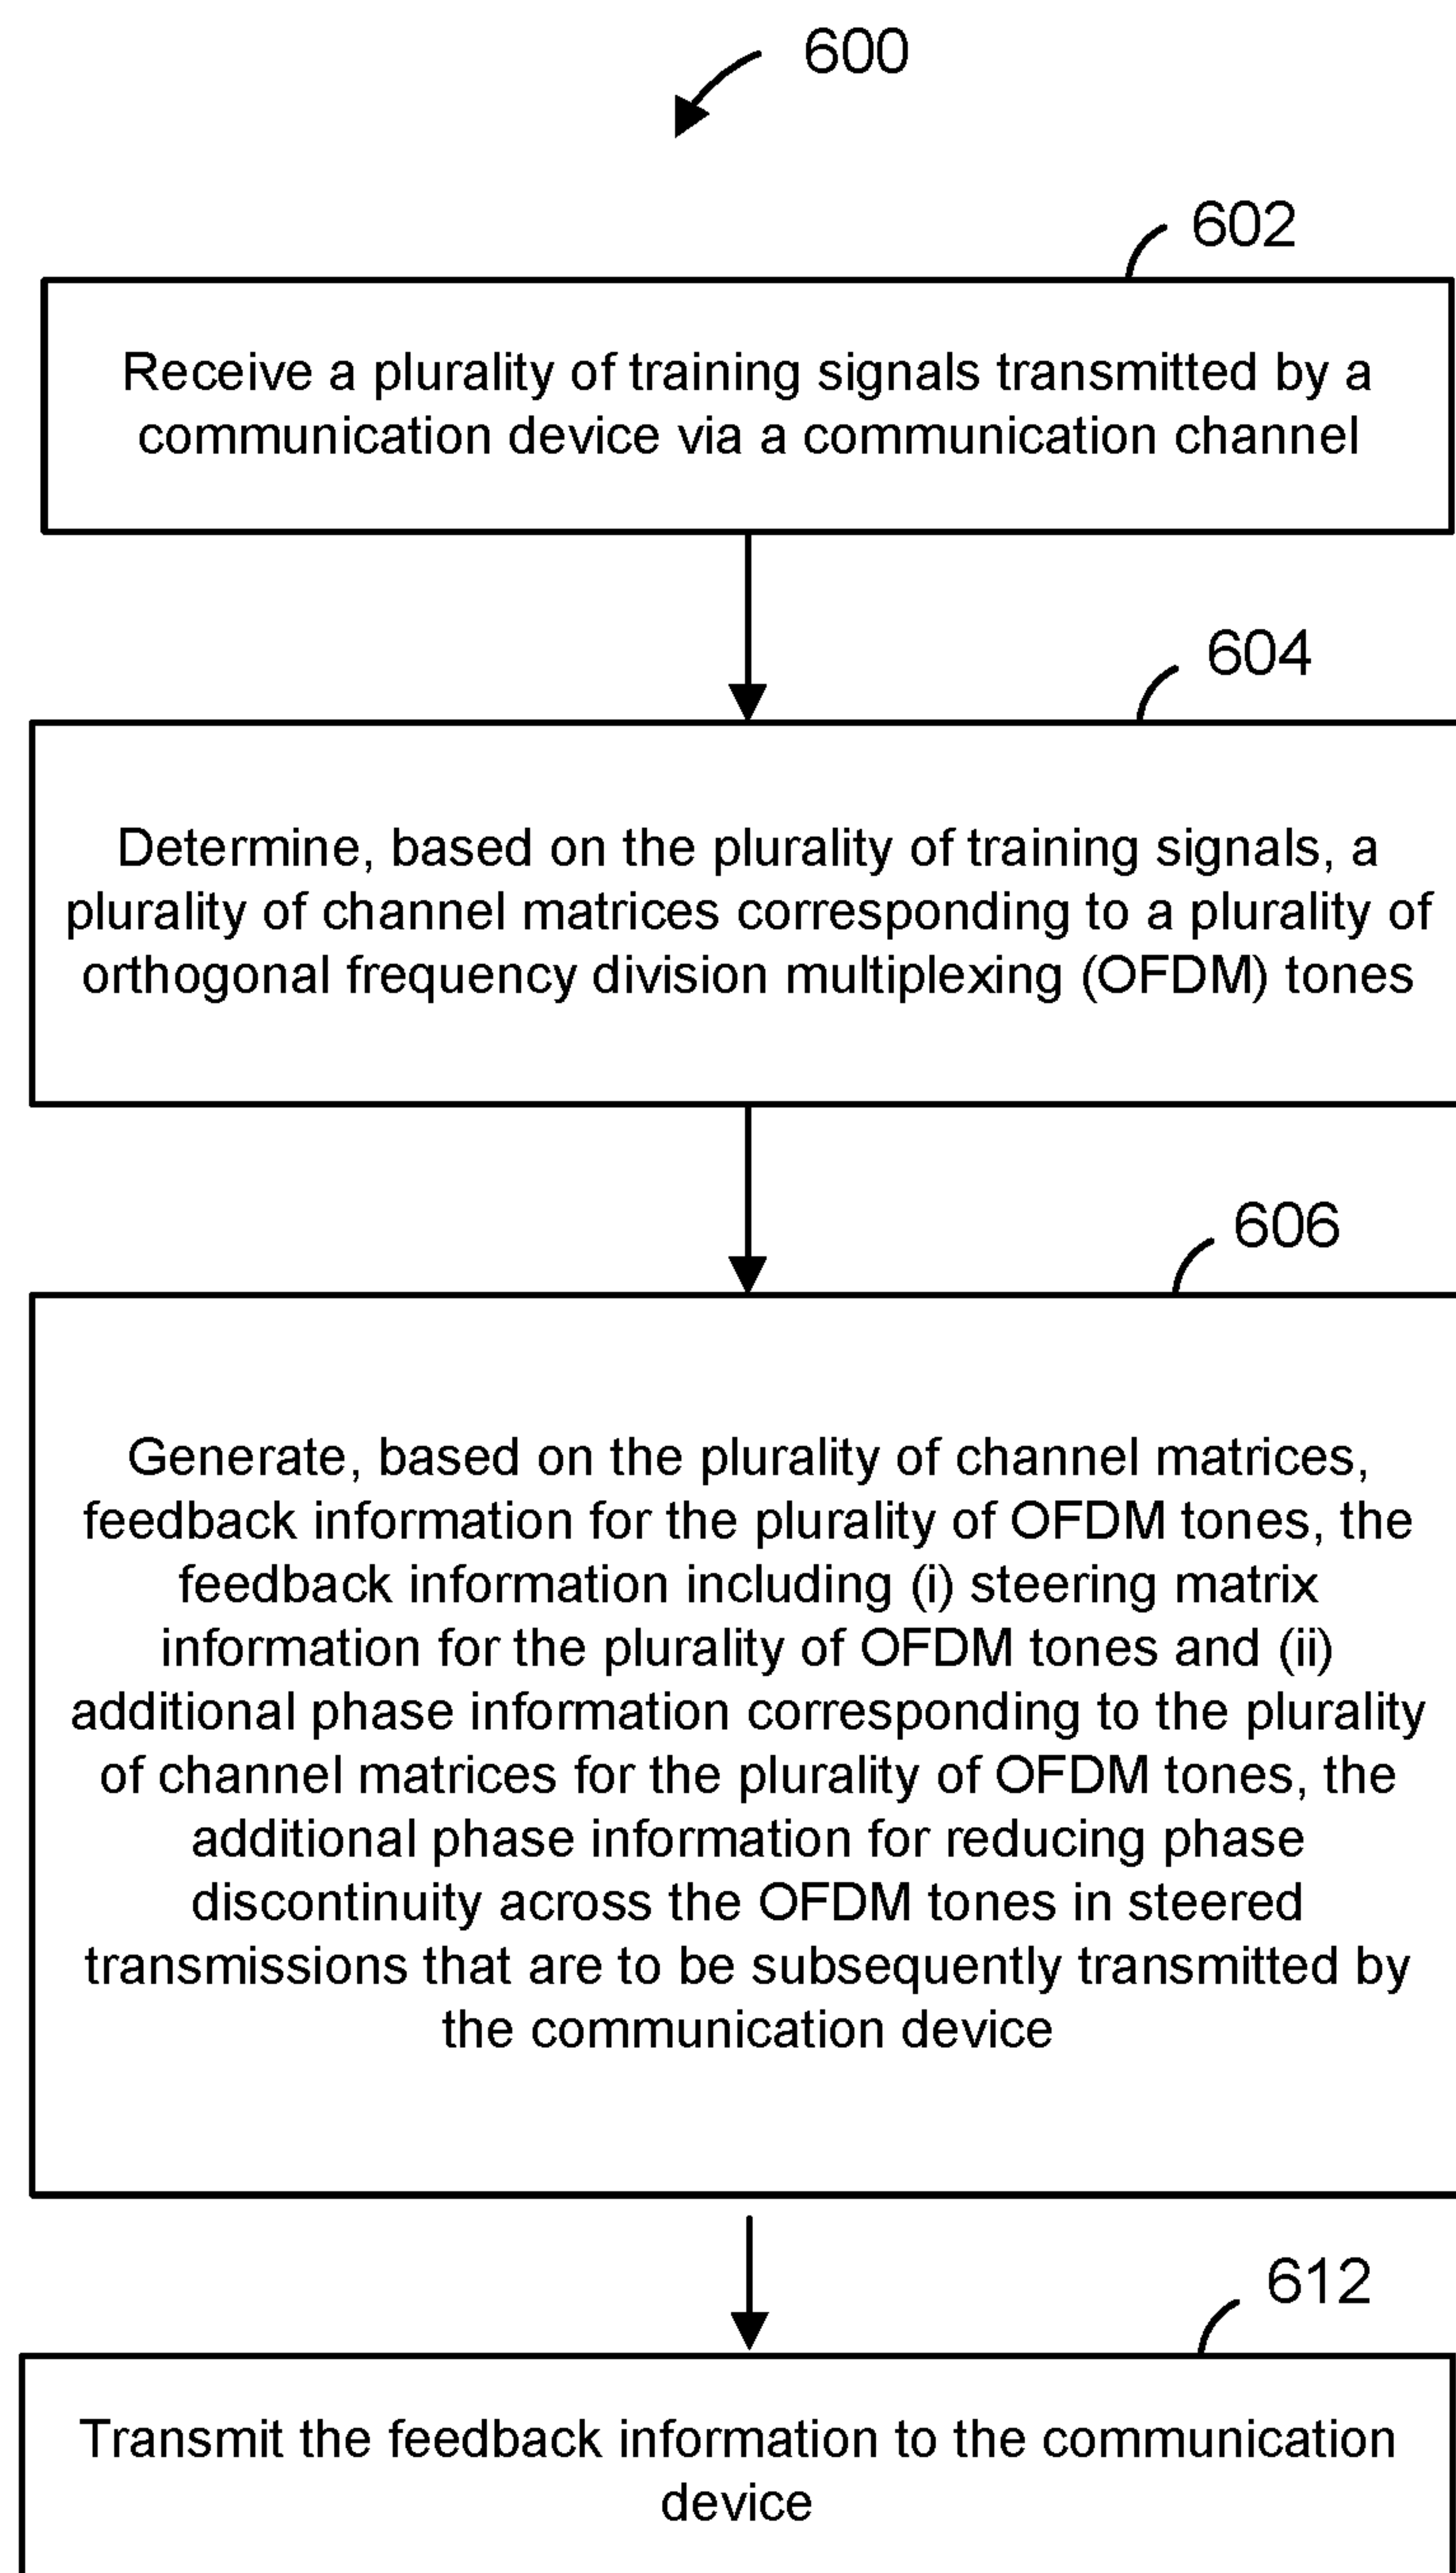 600
602
Receive a plurality of training signals transmitted by a
communication device via a communication channel
604
Determine, based on the plurality of training signals, a
plurality of channel matrices corresponding to a plurality of
orthogonal frequency division multiplexing (OFDM) tones
606
Generate, based on the plurality of channel matrices,
feedback information for the plurality of OFDM tones, the
feedback information including (i) steering matrix
information for the plurality of OFDM tones and (ii)
additional phase information corresponding to the plurality
of channel matrices for the plurality of OFDM tones, the
additional phase information for reducing phase
discontinuity across the OFDM tones in steered
transmissions that are to be subsequently transmitted by
the communication device
612
Transmit the feedback information to the communication
device